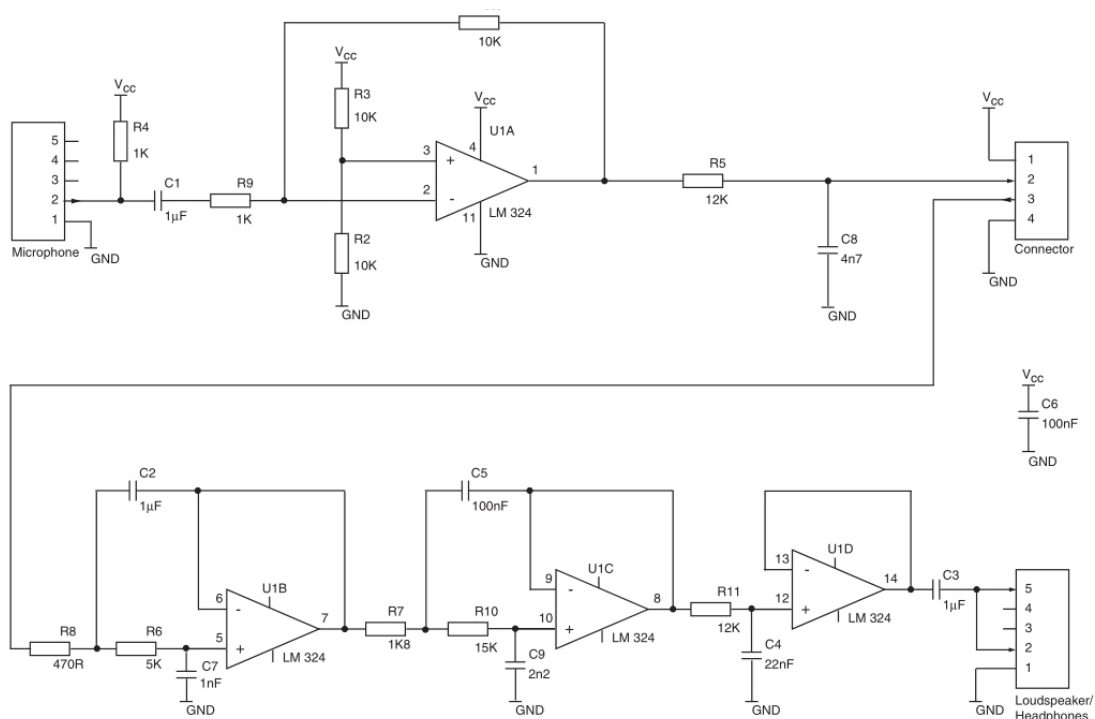 10K
Vcc
R3
10K
Vcc
R4
1K
Vcc
4
U1A
3
+
2
-
11
1
LM 324
GND
5
4
3
2
1
Microphone
GND
C1
1µF
R9
1K
R2
10K
GND
R5
12K
C8
4n7
GND
Vcc
1
2
3
4
Connector
GND
Vcc
C6
100nF
GND
C2
1µF
R8
470R
R6
5K
C7
1nF
GND
U1B
6
-
5
+
7
LM 324
C5
100nF
R7
1K8
R10
15K
C9
2n2
GND
U1C
9
-
10
+
8
LM 324
R11
12K
C4
22nF
GND
U1D
13
-
12
+
14
LM 324
C3
1µF
5
4
3
2
1
GND
Loudspeaker/
Headphones